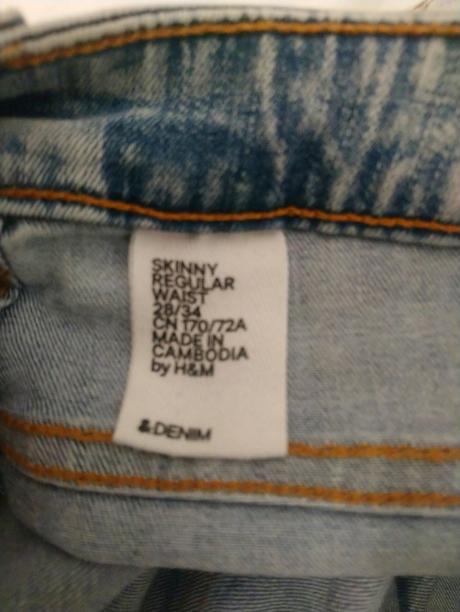 SKINNY
REGULAR
WAIST
28/34
CN 170/72A
MADE IN
CAMBODIA
by H&M
&DENIM